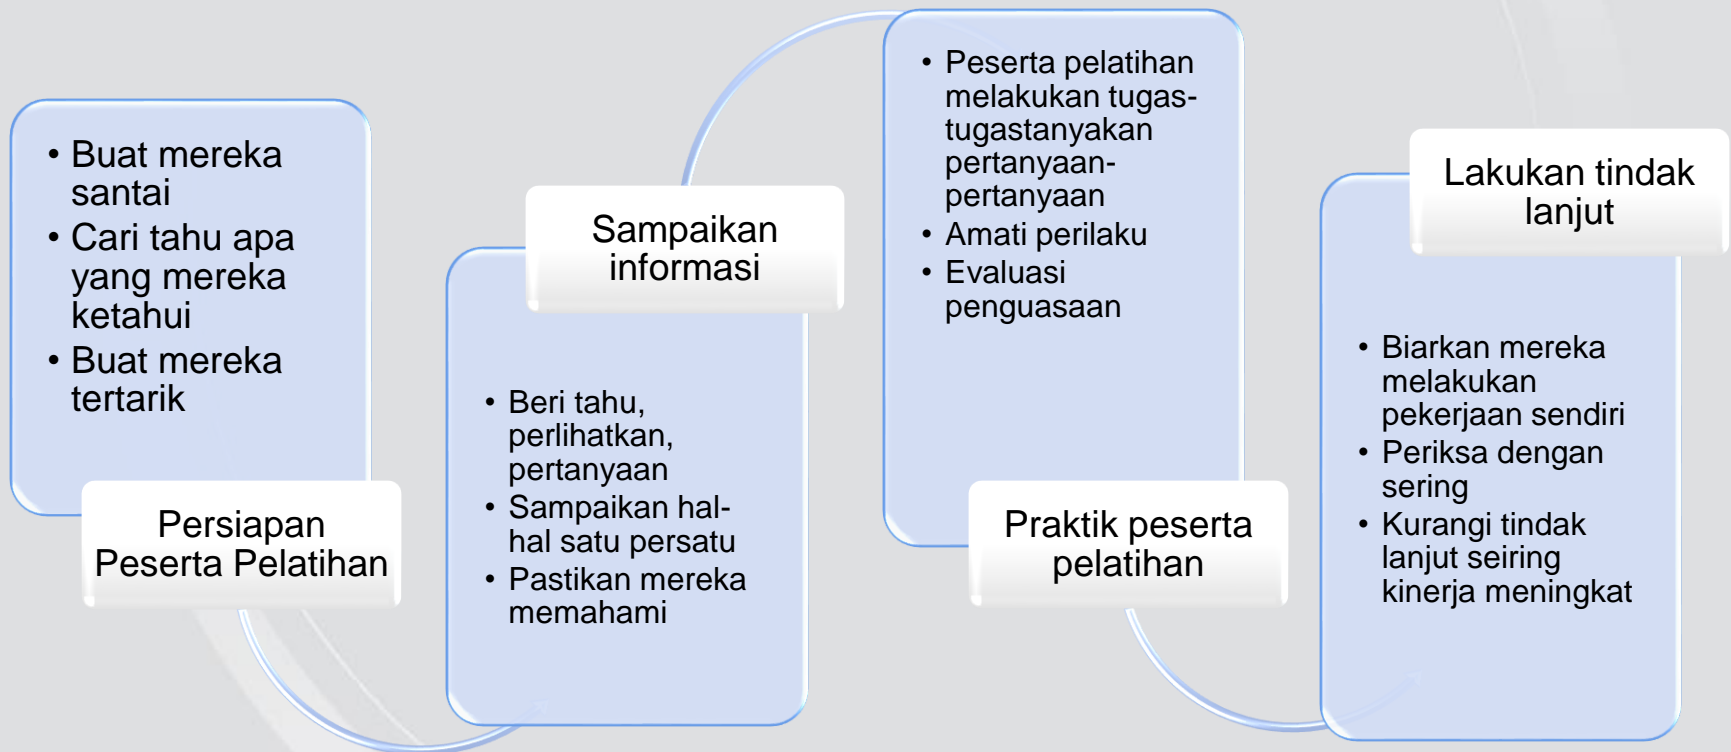 • Buat mereka
santai
• Cari tahu apa
yang mereka
ketahui
• Buat mereka
tertarik
Persiapan
Peserta Pelatihan
Sampaikan
informasi
• Beri tahu,
perlihatkan,
pertanyaan
• Sampaikan hal-
hal satu persatu
• Pastikan mereka
memahami
• Peserta pelatihan
melakukan tugas-
tugastanyakan
pertanyaan-
pertanyaan
• Amati perilaku
• Evaluasi
penguasaan
Praktik peserta
pelatihan
Lakukan tindak
lanjut
• Biarkan mereka
melakukan
pekerjaan sendiri
• Periksa dengan
sering
• Kurangi tindak
lanjut seiring
kinerja meningkat